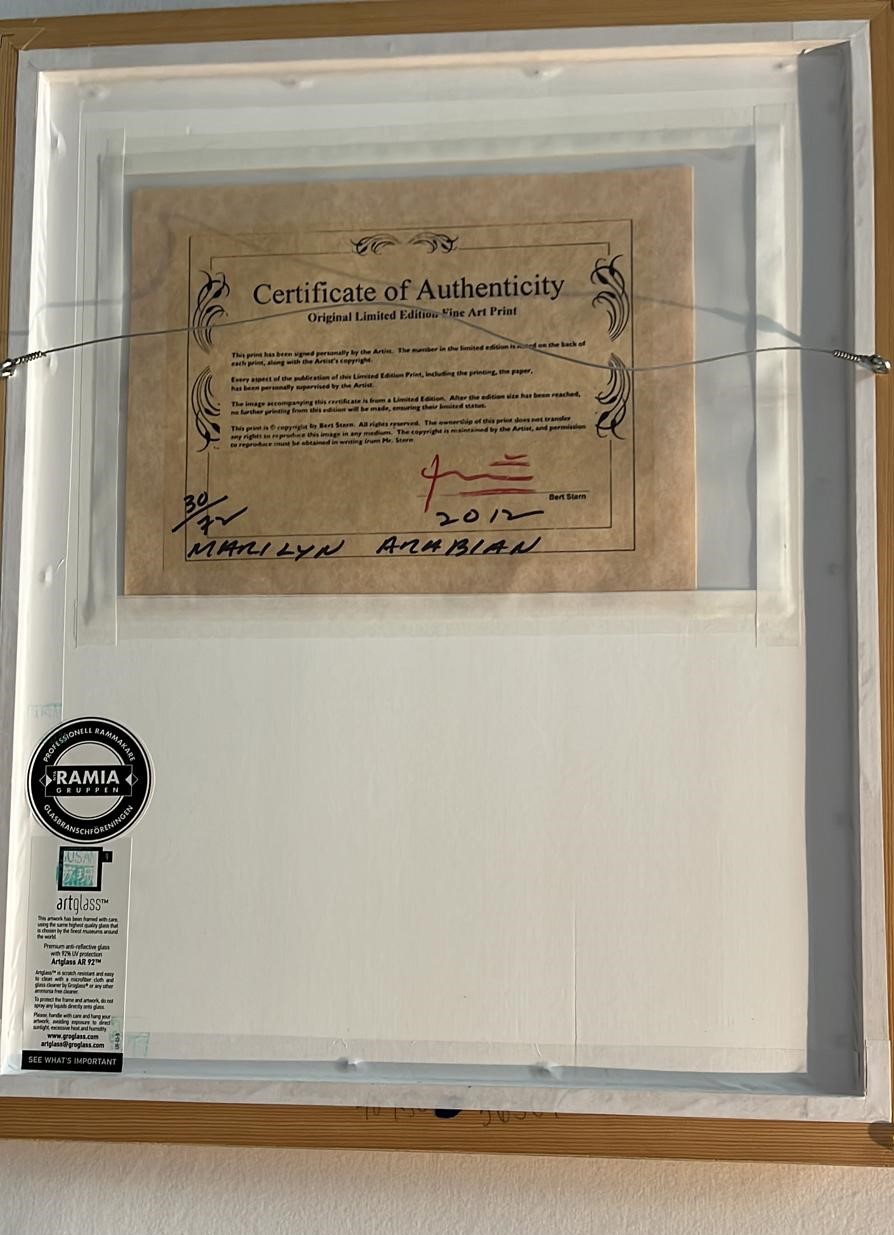 Certificate of Authenticity
Original Limited Edition Fine Art Print
This print has been signed personally by the Artist. The number in the limited edition is noted on the back of
each print, along with the Artist's copyright.
Every aspect of the publication of this Limited Edition Print, including the printing, the paper,
has been personally supervised by the Artist.
The image accompanying this certificate is from a Limited Edition. After the edition size has been reached,
no further printing from this edition will be made, ensuring their limited status.
This print is © copyright by Bert Stern. All rights reserved. The ownership of this print does not transfer
any rights to reproduce this image in any medium. The copyright is maintained by the Artist, and permission
to reproduce must be obtained in writing from Mr. Stern
Bert Stern
30/72
2012
MARILYN ARABIAN
PROFESSIONELL RAMMAKARE
RAMIA
GRUPPEN
GLASBRANSCHFÖRENINGEN
artglass™
This artwork has been framed with care,
using the same highest quality glass that
is chosen by the finest museums around
the world
Premium anti-reflective glass
with 92% UV protection
Artglass AR 92™
Artglass™ is scratch resistant and easy
to clean with a microfiber cloth and
glass cleaner by Groglass® or any other
ammonia free cleaner.
To protect the frame and artwork, do not
spray any liquids directly onto glass.
Please, handle with care and hang your
artwork, avoiding exposure to direct
sunlight, excessive heat and humidity.
www.groglass.com
artglass@groglass.com
SEE WHAT'S IMPORTANT